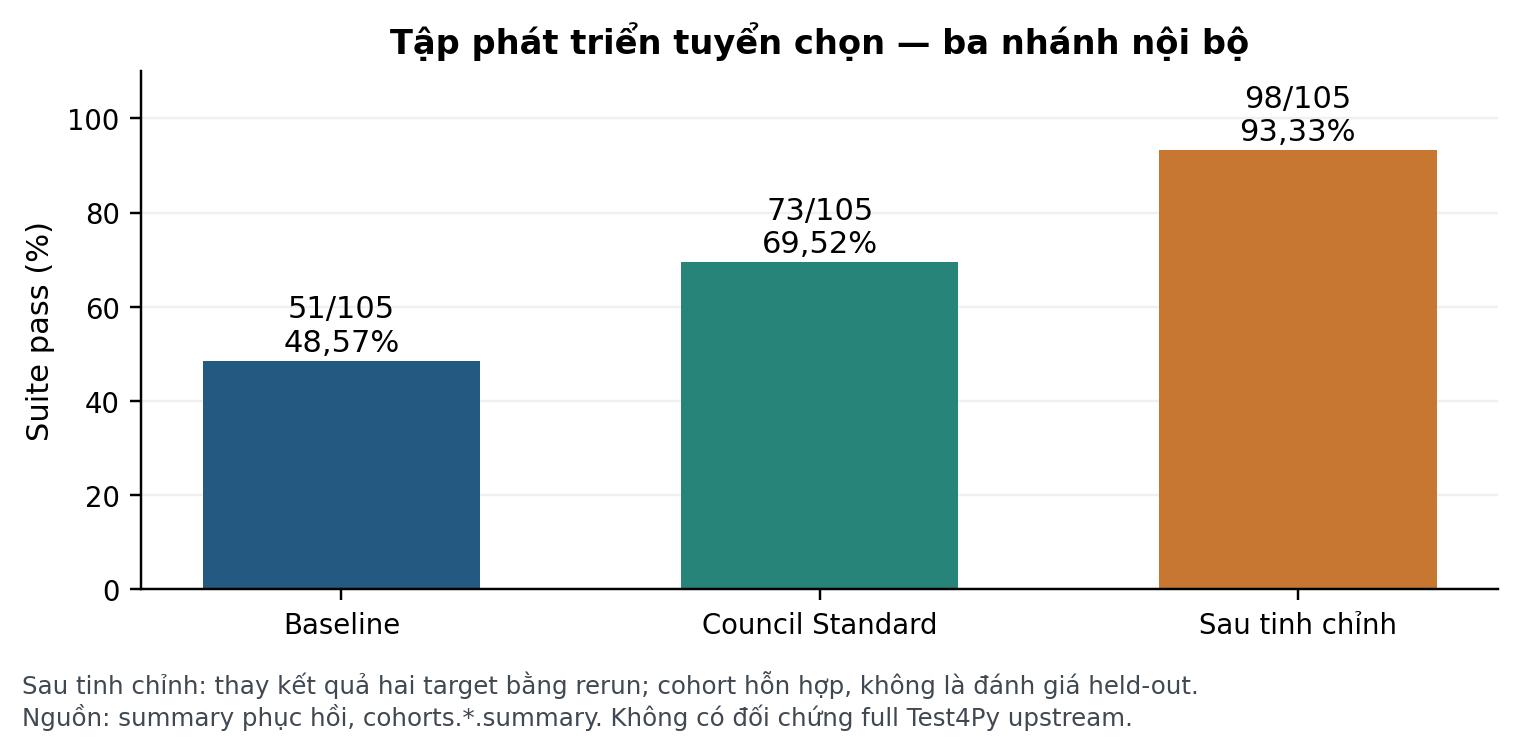 Tập phát triển tuyển chọn — ba nhánh nội bộ
Suite pass (%)
100
80
60
40
20
0
51/105
48,57%
73/105
69,52%
98/105
93,33%
Baseline
Council Standard
Sau tinh chỉnh
Sau tinh chỉnh: thay kết quả hai target bằng rerun; cohort hỗn hợp, không là đánh giá held-out.
Nguồn: summary phục hồi, cohorts.*.summary. Không có đối chứng full Test4Py upstream.